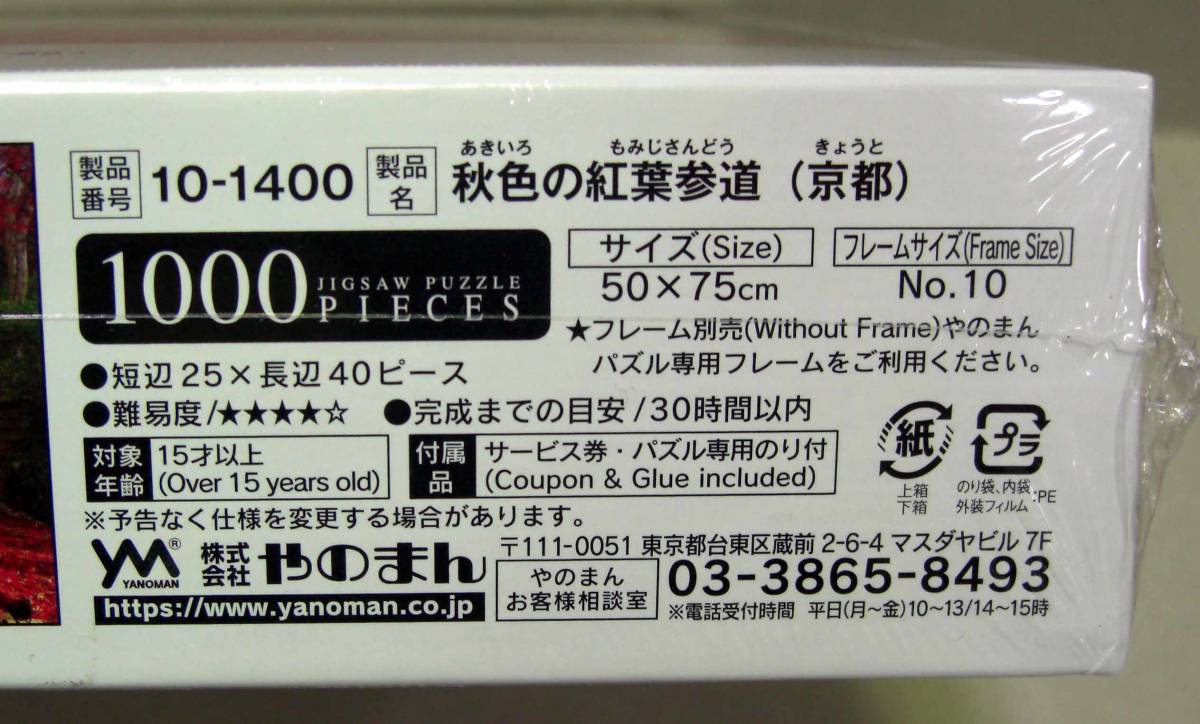 あきいろ もみじさんどう きょうと
製品番号 10-1400 製品名 秋色の紅葉参道（京都）
1000 JIGSAW PUZZLE PIECES
サイズ(Size) フレームサイズ(Frame Size)
50×75cm No.10
★フレーム別売(Without Frame)やのまん
パズル専用フレームをご利用ください。
●短辺25×長辺40ピース
●難易度/★★★★☆ ●完成までの目安/30時間以内
対象年齢 15才以上 (Over 15 years old)
付属品 サービス券・パズル専用のり付 (Coupon & Glue included)
紙 上箱 下箱
プラ のり袋、内袋 外装フィルム :PE
※予告なく仕様を変更する場合があります。
YM® YANOMAN 株式会社 やのまん
https://www.yanoman.co.jp
〒111-0051 東京都台東区蔵前 2-6-4 マスダヤビル 7F
やのまん お客様相談室 03-3865-8493
※電話受付時間 平日(月〜金)10〜13/14〜15時